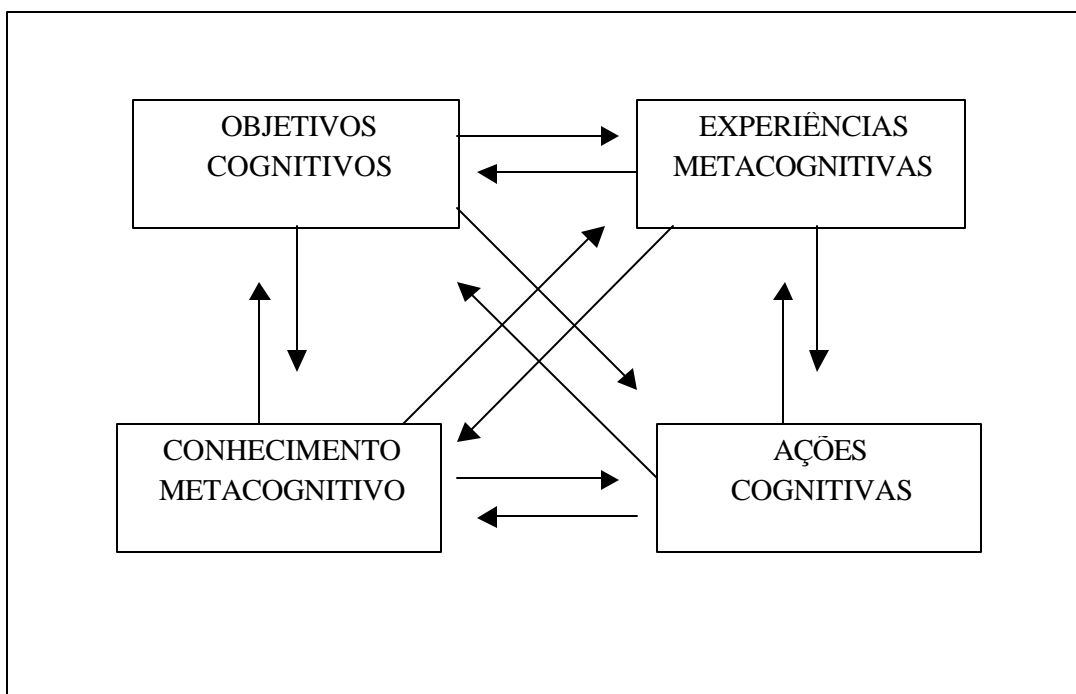 OBJETIVOS
COGNITIVOS
EXPERIÊNCIAS
METACOGNITIVAS
CONHECIMENTO
METACOGNITIVO
AÇÕES
COGNITIVAS